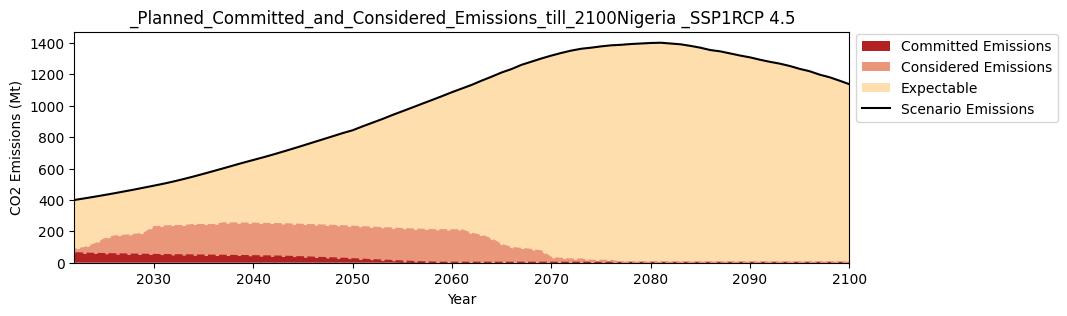 _Planned_Committed_and_Considered_Emissions_till_2100Nigeria _SSP1RCP 4.5
CO2 Emissions (Mt)
1400
1200
1000
800
600
400
200
0
2030 2040 2050 2060 2070 2080 2090 2100
Year
Committed Emissions
Considered Emissions
Expectable
Scenario Emissions